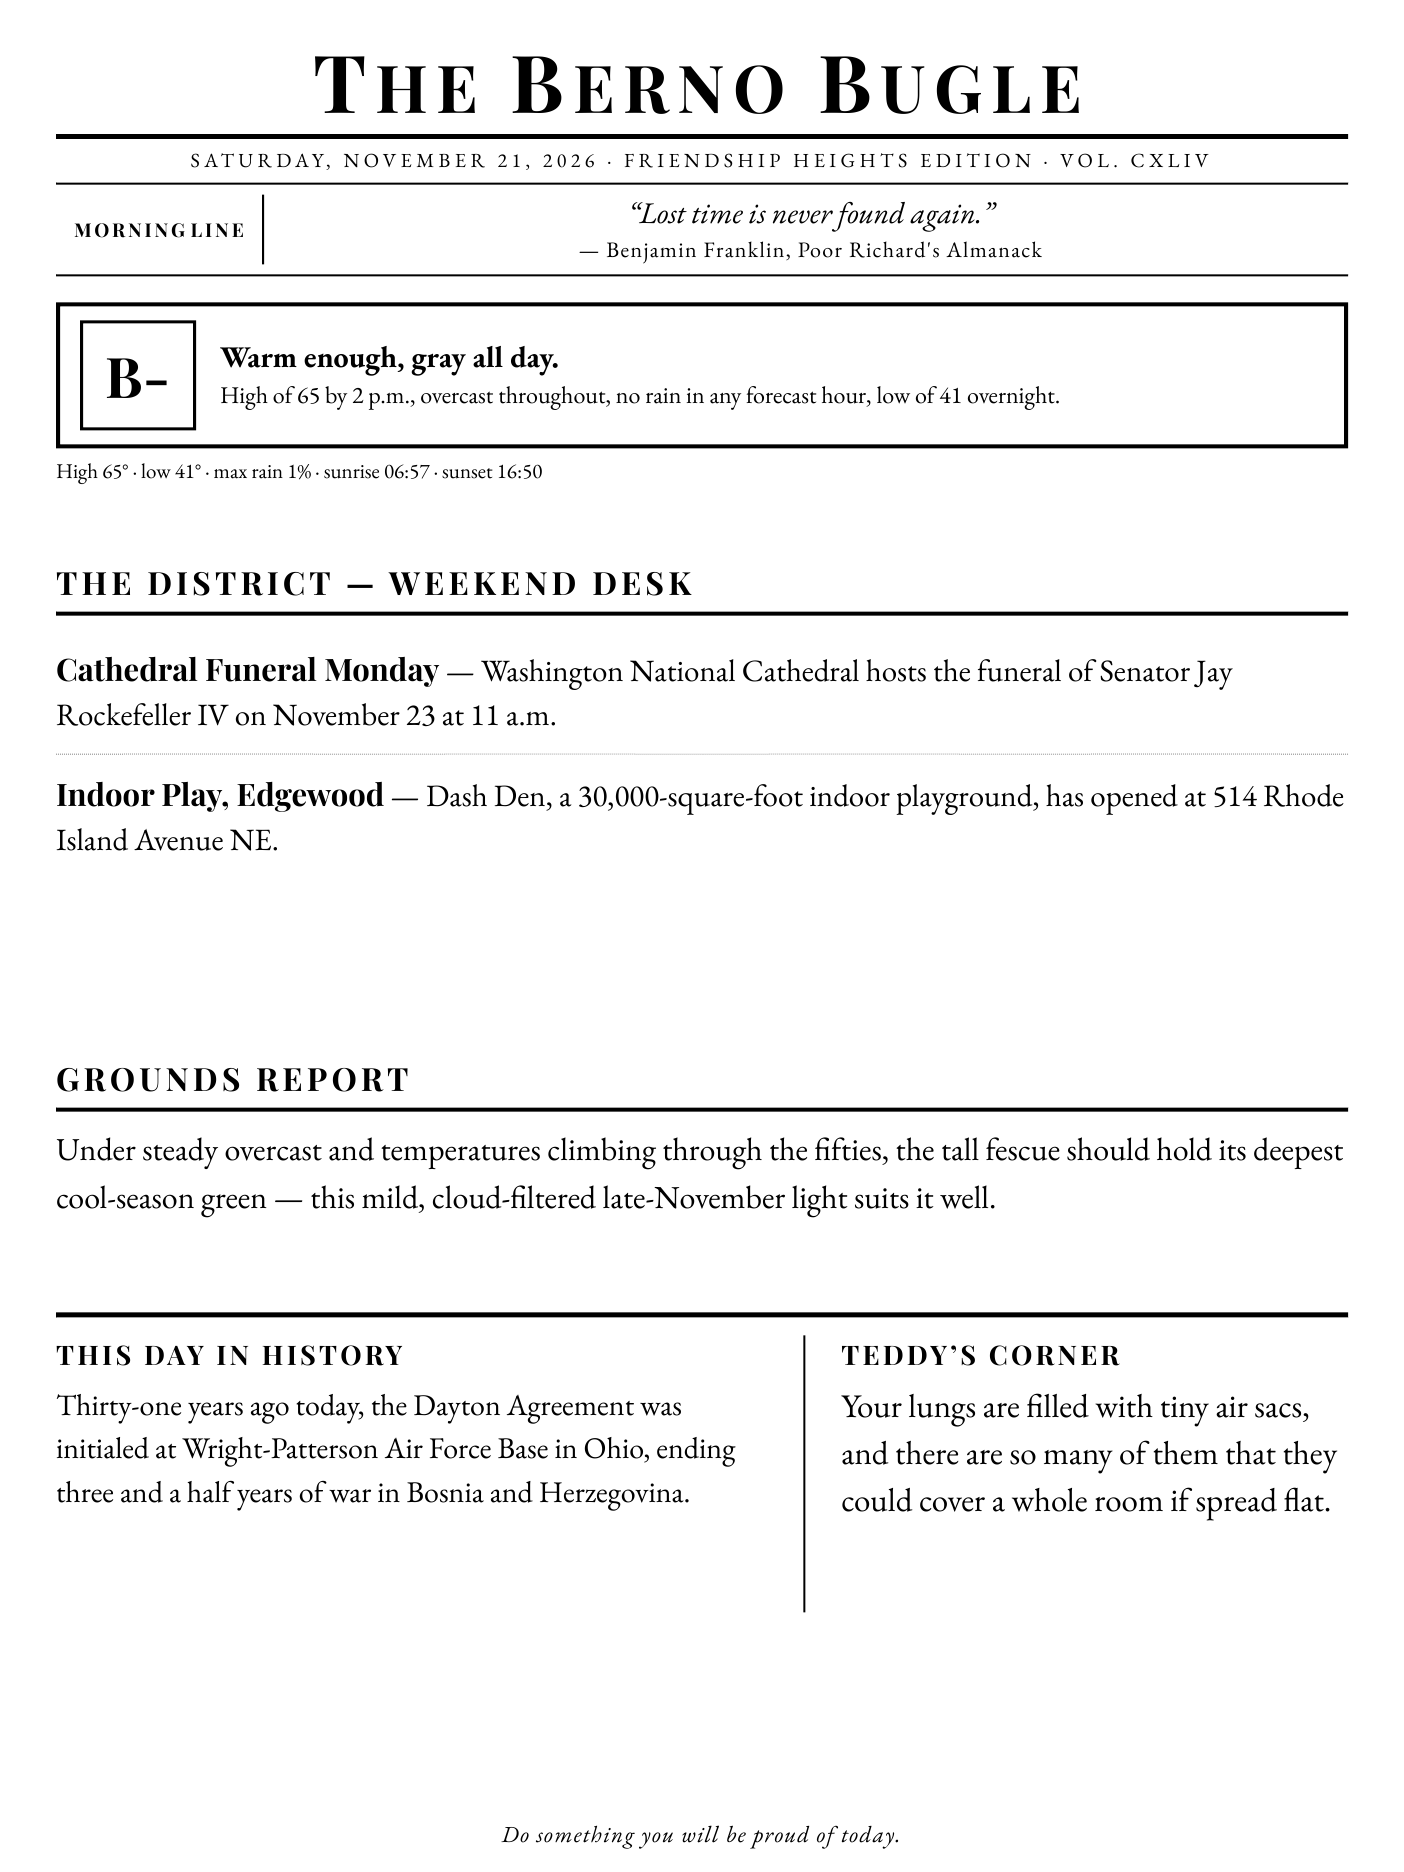 THE BERNO BUGLE
SATURDAY, NOVEMBER 21, 2026 · FRIENDSHIP HEIGHTS EDITION · VOL. CXLIV
MORNING LINE
“Lost time is never found again.”
— Benjamin Franklin, Poor Richard's Almanack
B–
Warm enough, gray all day.
High of 65 by 2 p.m., overcast throughout, no rain in any forecast hour, low of 41 overnight.
High 65° · low 41° · max rain 1% · sunrise 06:57 · sunset 16:50
THE DISTRICT — WEEKEND DESK
Cathedral Funeral Monday — Washington National Cathedral hosts the funeral of Senator Jay
Rockefeller IV on November 23 at 11 a.m.
Indoor Play, Edgewood — Dash Den, a 30,000-square-foot indoor playground, has opened at 514 Rhode
Island Avenue NE.
GROUNDS REPORT
Under steady overcast and temperatures climbing through the fifties, the tall fescue should hold its deepest
cool-season green — this mild, cloud-filtered late-November light suits it well.
THIS DAY IN HISTORY
Thirty-one years ago today, the Dayton Agreement was
initialed at Wright-Patterson Air Force Base in Ohio, ending
three and a half years of war in Bosnia and Herzegovina.
TEDDY’S CORNER
Your lungs are filled with tiny air sacs,
and there are so many of them that they
could cover a whole room if spread flat.
Do something you will be proud of today.